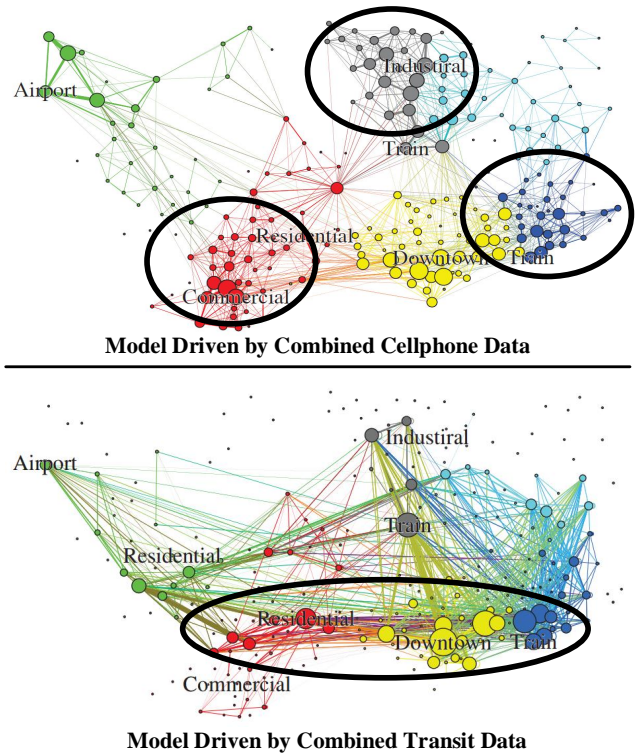 Industiral
Airport
Train
Residential
Downtown
Train
Commercial
Model Driven by Combined Cellphone Data
Industiral
Airport
Train
Residential
Residential
Downtown
Train
Commercial
Model Driven by Combined Transit Data